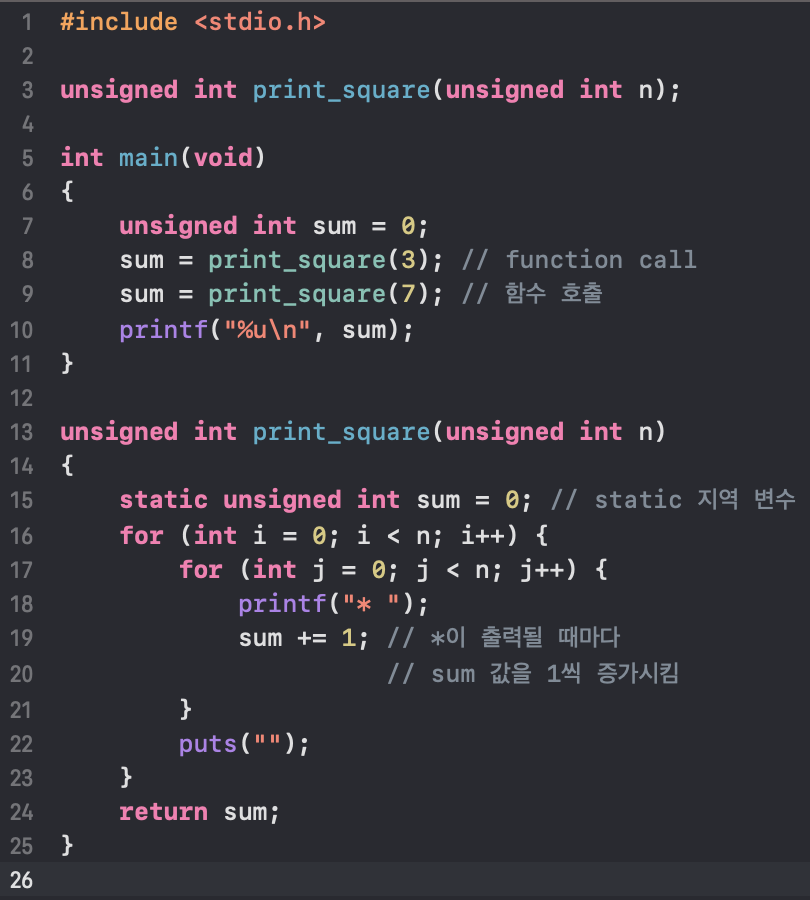 1 #include <stdio.h>
2
3 unsigned int print_square(unsigned int n);
4
5 int main(void)
6 {
7     unsigned int sum = 0;
8     sum = print_square(3); // function call
9     sum = print_square(7); // 함수 호출
10     printf("%u\n", sum);
11 }
12
13 unsigned int print_square(unsigned int n)
14 {
15     static unsigned int sum = 0; // static 지역 변수
16     for (int i = 0; i < n; i++) {
17         for (int j = 0; j < n; j++) {
18             printf("* ");
19             sum += 1; // *이 출력될 때마다
20                       // sum 값을 1씩 증가시킴
21         }
22         puts("");
23     }
24     return sum;
25 }
26